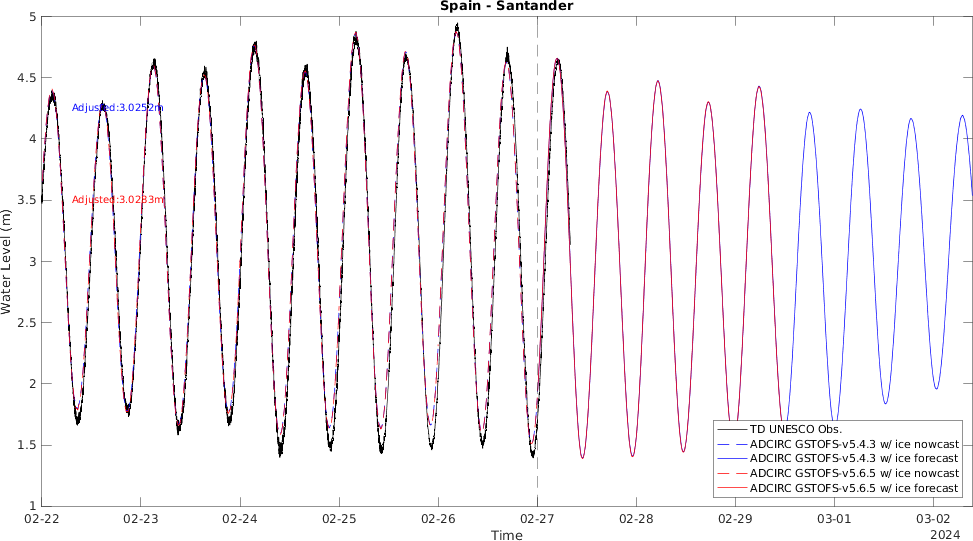 Spain - Santander
5
4.5
4
3.5
3
2.5
2
1.5
1
Water Level (m)
Adjusted:3.0252m
Adjusted:3.0233m
TD UNESCO Obs.
ADCIRC GSTOFS-v5.4.3 w/ ice nowcast
ADCIRC GSTOFS-v5.4.3 w/ ice forecast
ADCIRC GSTOFS-v5.6.5 w/ ice nowcast
ADCIRC GSTOFS-v5.6.5 w/ ice forecast
02-22 02-23 02-24 02-25 02-26 02-27 02-28 02-29 03-01 03-02
Time
2024